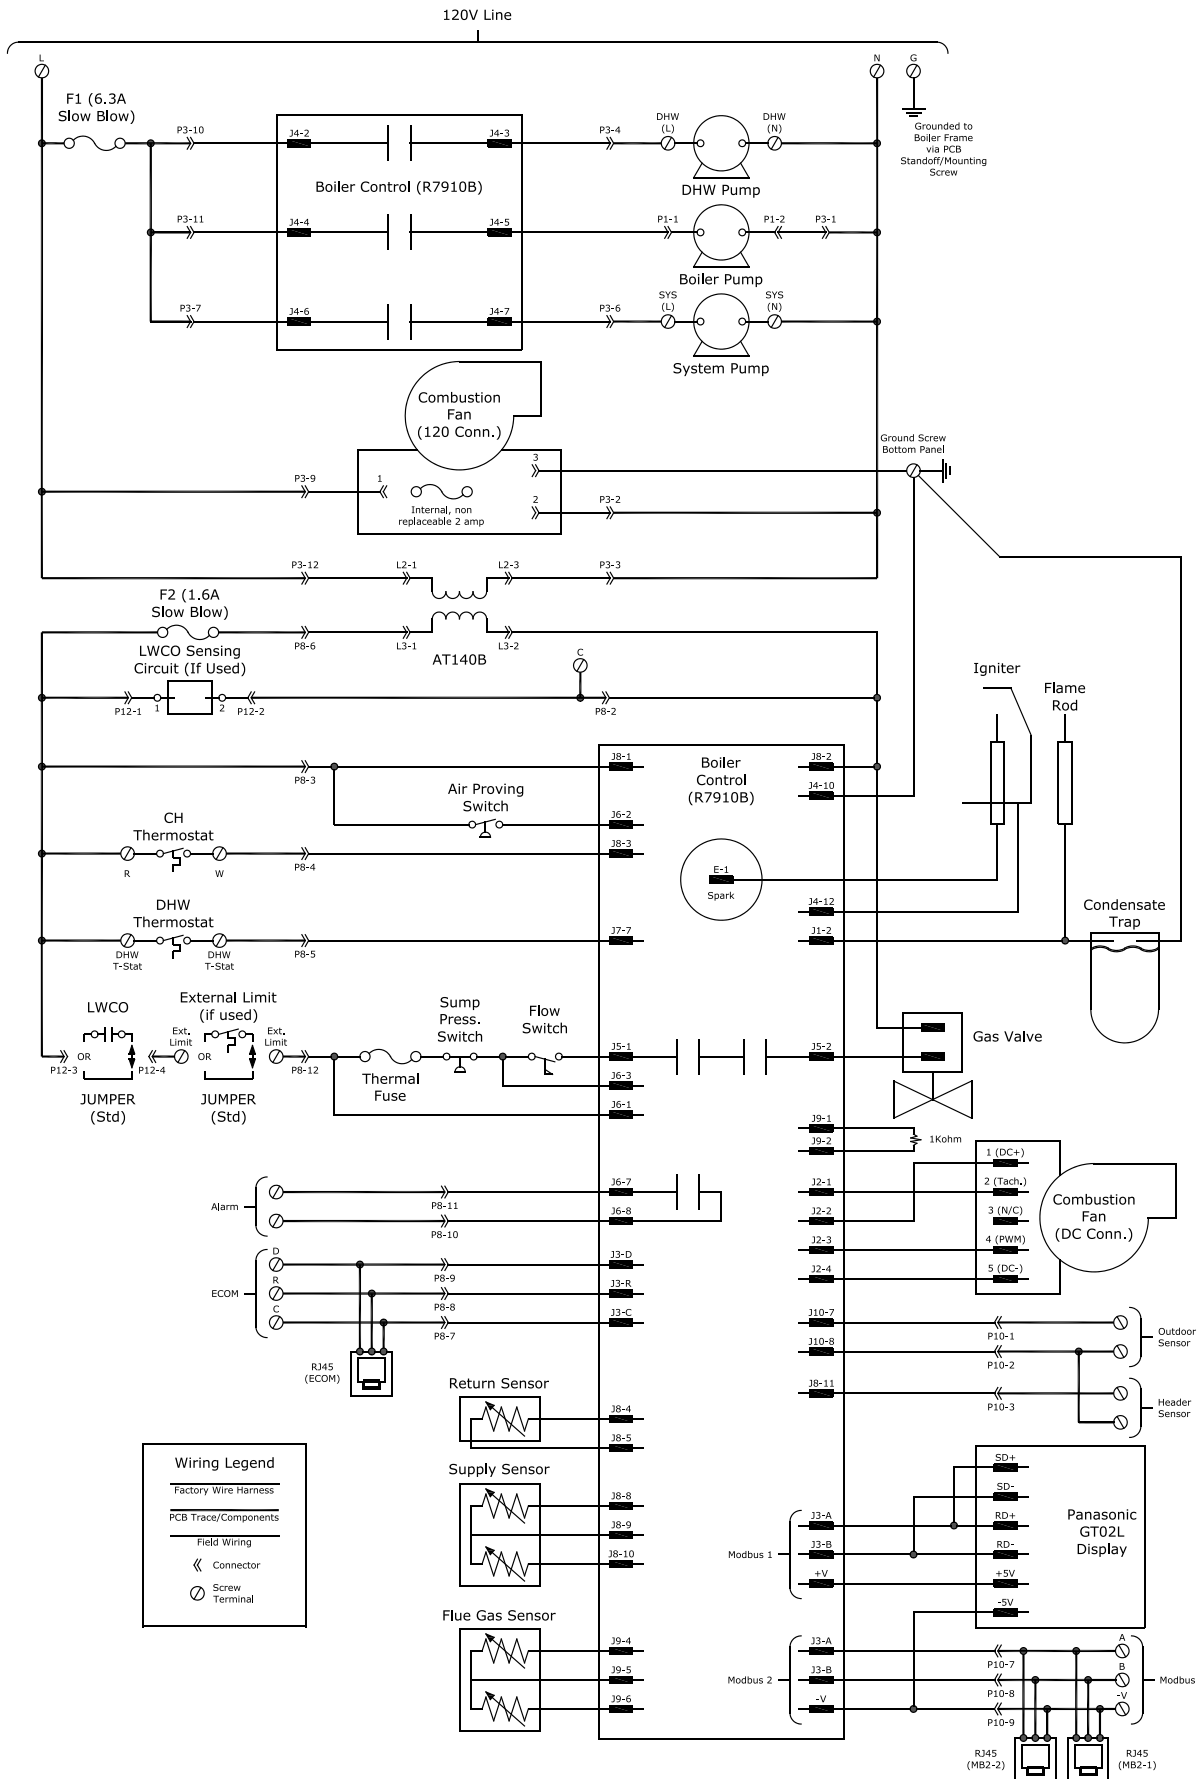 120V Line
L
N
G
F1 (6.3A
Slow Blow)
P3-10
J4-2
J4-3
P3-4
DHW
(L)
DHW
(N)
Grounded to
Boiler Frame
via PCB
Standoff/Mounting
Screw
Boiler Control (R7910B)
DHW Pump
P3-11
J4-4
J4-5
P1-1
P1-2
P3-1
Boiler Pump
P3-7
J4-6
J4-7
P3-6
SYS
(L)
SYS
(N)
System Pump
Combustion
Fan
(120 Conn.)
Ground Screw
Bottom Panel
P3-9
1
3
2
P3-2
Internal, non
replaceable 2 amp
P3-12
L2-1
L2-3
P3-3
F2 (1.6A
Slow Blow)
P8-6
L3-1
L3-2
AT140B
LWCO Sensing
Circuit (If Used)
P12-1
1
2
P12-2
C
P8-2
Igniter
Flame
Rod
P8-3
J8-1
Boiler
Control
(R7910B)
J8-2
J4-10
Air Proving
Switch
J6-2
CH
Thermostat
R
W
P8-4
J8-3
E-1
Spark
J4-12
DHW
Thermostat
DHW
T-Stat
DHW
T-Stat
P8-5
J7-7
J1-2
Condensate
Trap
LWCO
OR
P12-3
P12-4
JUMPER
(Std)
External Limit
(if used)
Ext.
Limit
OR
Ext.
Limit
JUMPER
(Std)
P8-12
Thermal
Fuse
Sump
Press.
Switch
Flow
Switch
J5-1
J5-2
Gas Valve
J6-3
J6-1
J9-1
J9-2
1Kohm
1 (DC+)
2 (Tach.)
3 (N/C)
4 (PWM)
5 (DC-)
Combustion
Fan
(DC Conn.)
Alarm
P8-11
P8-10
J6-7
J6-8
J2-1
J2-2
J2-3
J2-4
ECOM
D
R
C
P8-9
P8-8
P8-7
J3-D
J3-R
J3-C
RJ45
(ECOM)
J10-7
J10-8
J8-11
P10-1
P10-2
P10-3
Outdoor
Sensor
Header
Sensor
Return Sensor
J8-4
J8-5
Supply Sensor
J8-8
J8-9
J8-10
Wiring Legend
Factory Wire Harness
PCB Trace/Components
Field Wiring
Connector
Screw
Terminal
Modbus 1
J3-A
J3-B
+V
SD+
SD-
RD+
RD-
+5V
-5V
Panasonic
GT02L
Display
Flue Gas Sensor
J9-4
J9-5
J9-6
Modbus 2
J3-A
J3-B
-V
P10-7
P10-8
P10-9
A
B
-V
Modbus
RJ45
(MB2-2)
RJ45
(MB2-1)